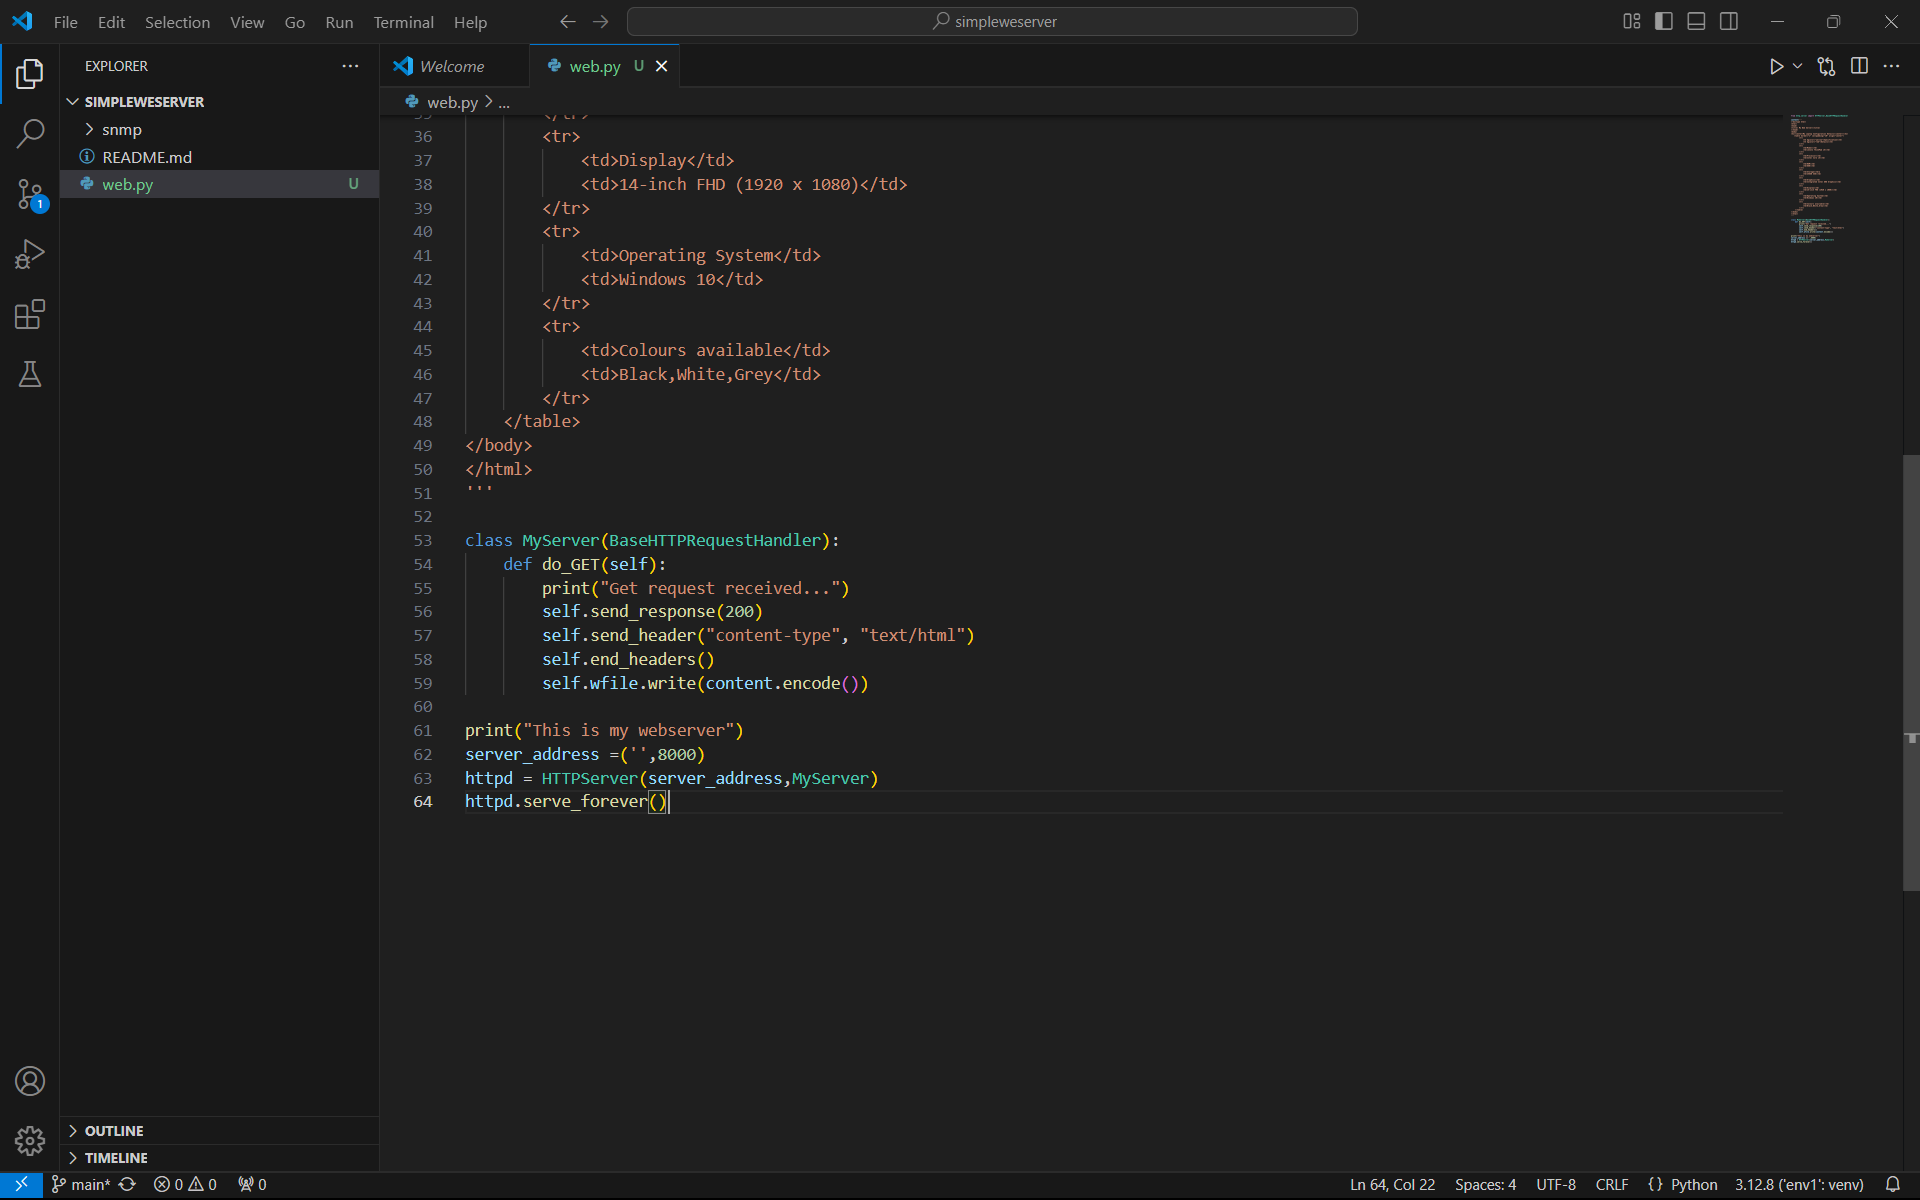 File Edit Selection View Go Run Terminal Help simpleweserver
EXPLORER
SIMPLEWESERVER
snmp
README.md
web.py U
1
OUTLINE
TIMELINE
Welcome web.py U
web.py > ...
36 <tr>
37 <td>Display</td>
38 <td>14-inch FHD (1920 x 1080)</td>
39 </tr>
40 <tr>
41 <td>Operating System</td>
42 <td>Windows 10</td>
43 </tr>
44 <tr>
45 <td>Colours available</td>
46 <td>Black,White,Grey</td>
47 </tr>
48 </table>
49 </body>
50 </html>
51 '''
52
53 class MyServer(BaseHTTPRequestHandler):
54 def do_GET(self):
55 print("Get request received...")
56 self.send_response(200)
57 self.send_header("content-type", "text/html")
58 self.end_headers()
59 self.wfile.write(content.encode())
60
61 print("This is my webserver")
62 server_address =('',8000)
63 httpd = HTTPServer(server_address,MyServer)
64 httpd.serve_forever()
main* 0 0 0 Ln 64, Col 22 Spaces: 4 UTF-8 CRLF {} Python 3.12.8 ('env1': venv)